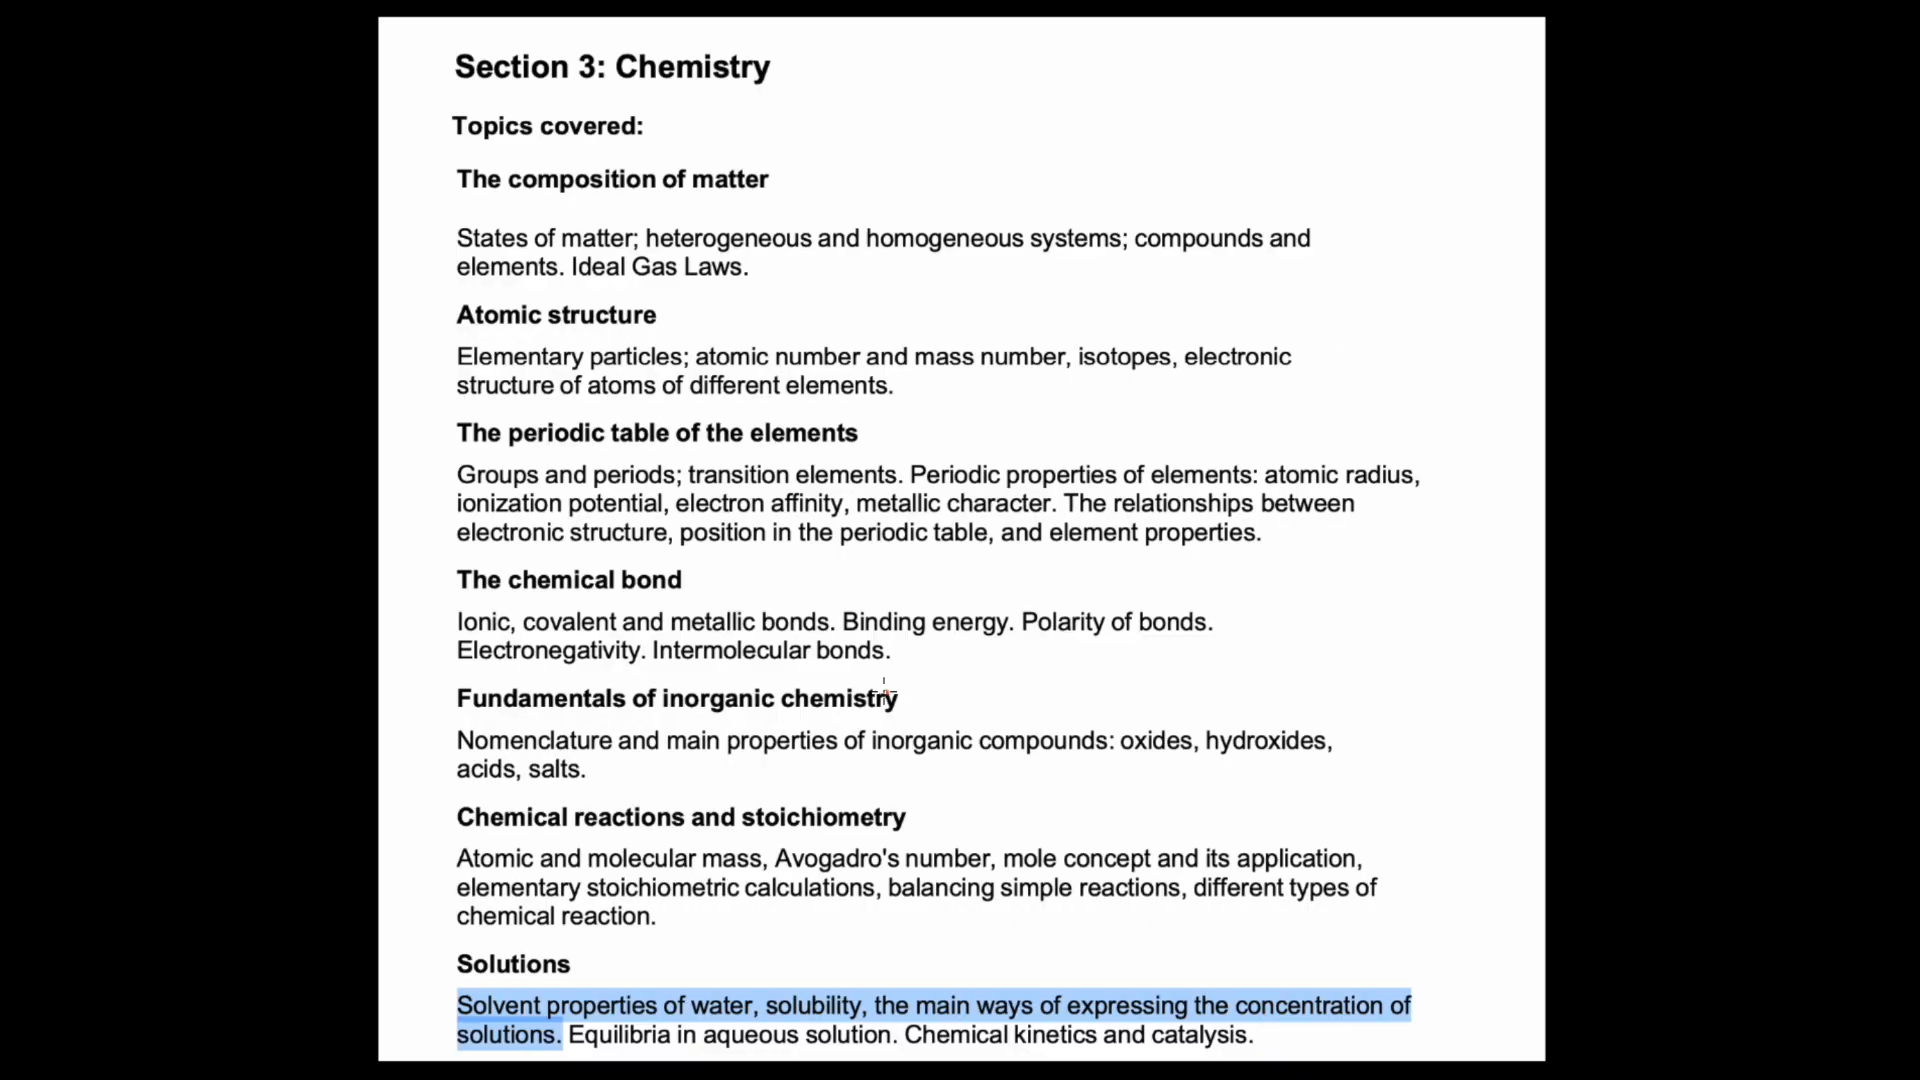 Section 3: Chemistry
Topics covered:
The composition of matter
States of matter; heterogeneous and homogeneous systems; compounds and
elements. Ideal Gas Laws.
Atomic structure
Elementary particles; atomic number and mass number, isotopes, electronic
structure of atoms of different elements.
The periodic table of the elements
Groups and periods; transition elements. Periodic properties of elements: atomic radius,
ionization potential, electron affinity, metallic character. The relationships between
electronic structure, position in the periodic table, and element properties.
The chemical bond
Ionic, covalent and metallic bonds. Binding energy. Polarity of bonds.
Electronegativity. Intermolecular bonds.
Fundamentals of inorganic chemistry
Nomenclature and main properties of inorganic compounds: oxides, hydroxides,
acids, salts.
Chemical reactions and stoichiometry
Atomic and molecular mass, Avogadro's number, mole concept and its application,
elementary stoichiometric calculations, balancing simple reactions, different types of
chemical reaction.
Solutions
Solvent properties of water, solubility, the main ways of expressing the concentration of
solutions. Equilibria in aqueous solution. Chemical kinetics and catalysis.